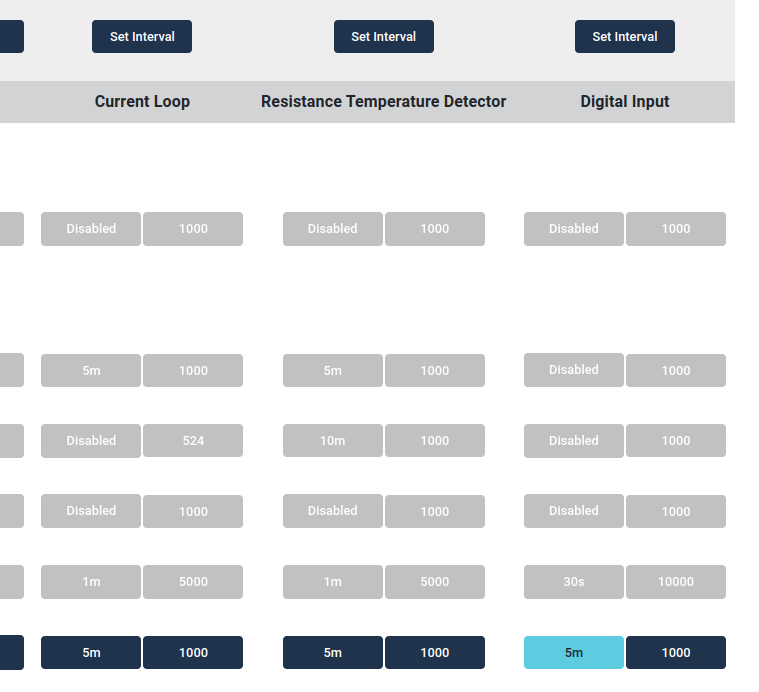 Set Interval Set Interval Set Interval
Current Loop Resistance Temperature Detector Digital Input
Disabled 1000 Disabled 1000 Disabled 1000
5m 1000 5m 1000 Disabled 1000
Disabled 524 10m 1000 Disabled 1000
Disabled 1000 Disabled 1000 Disabled 1000
1m 5000 1m 5000 30s 10000
5m 1000 5m 1000 5m 1000